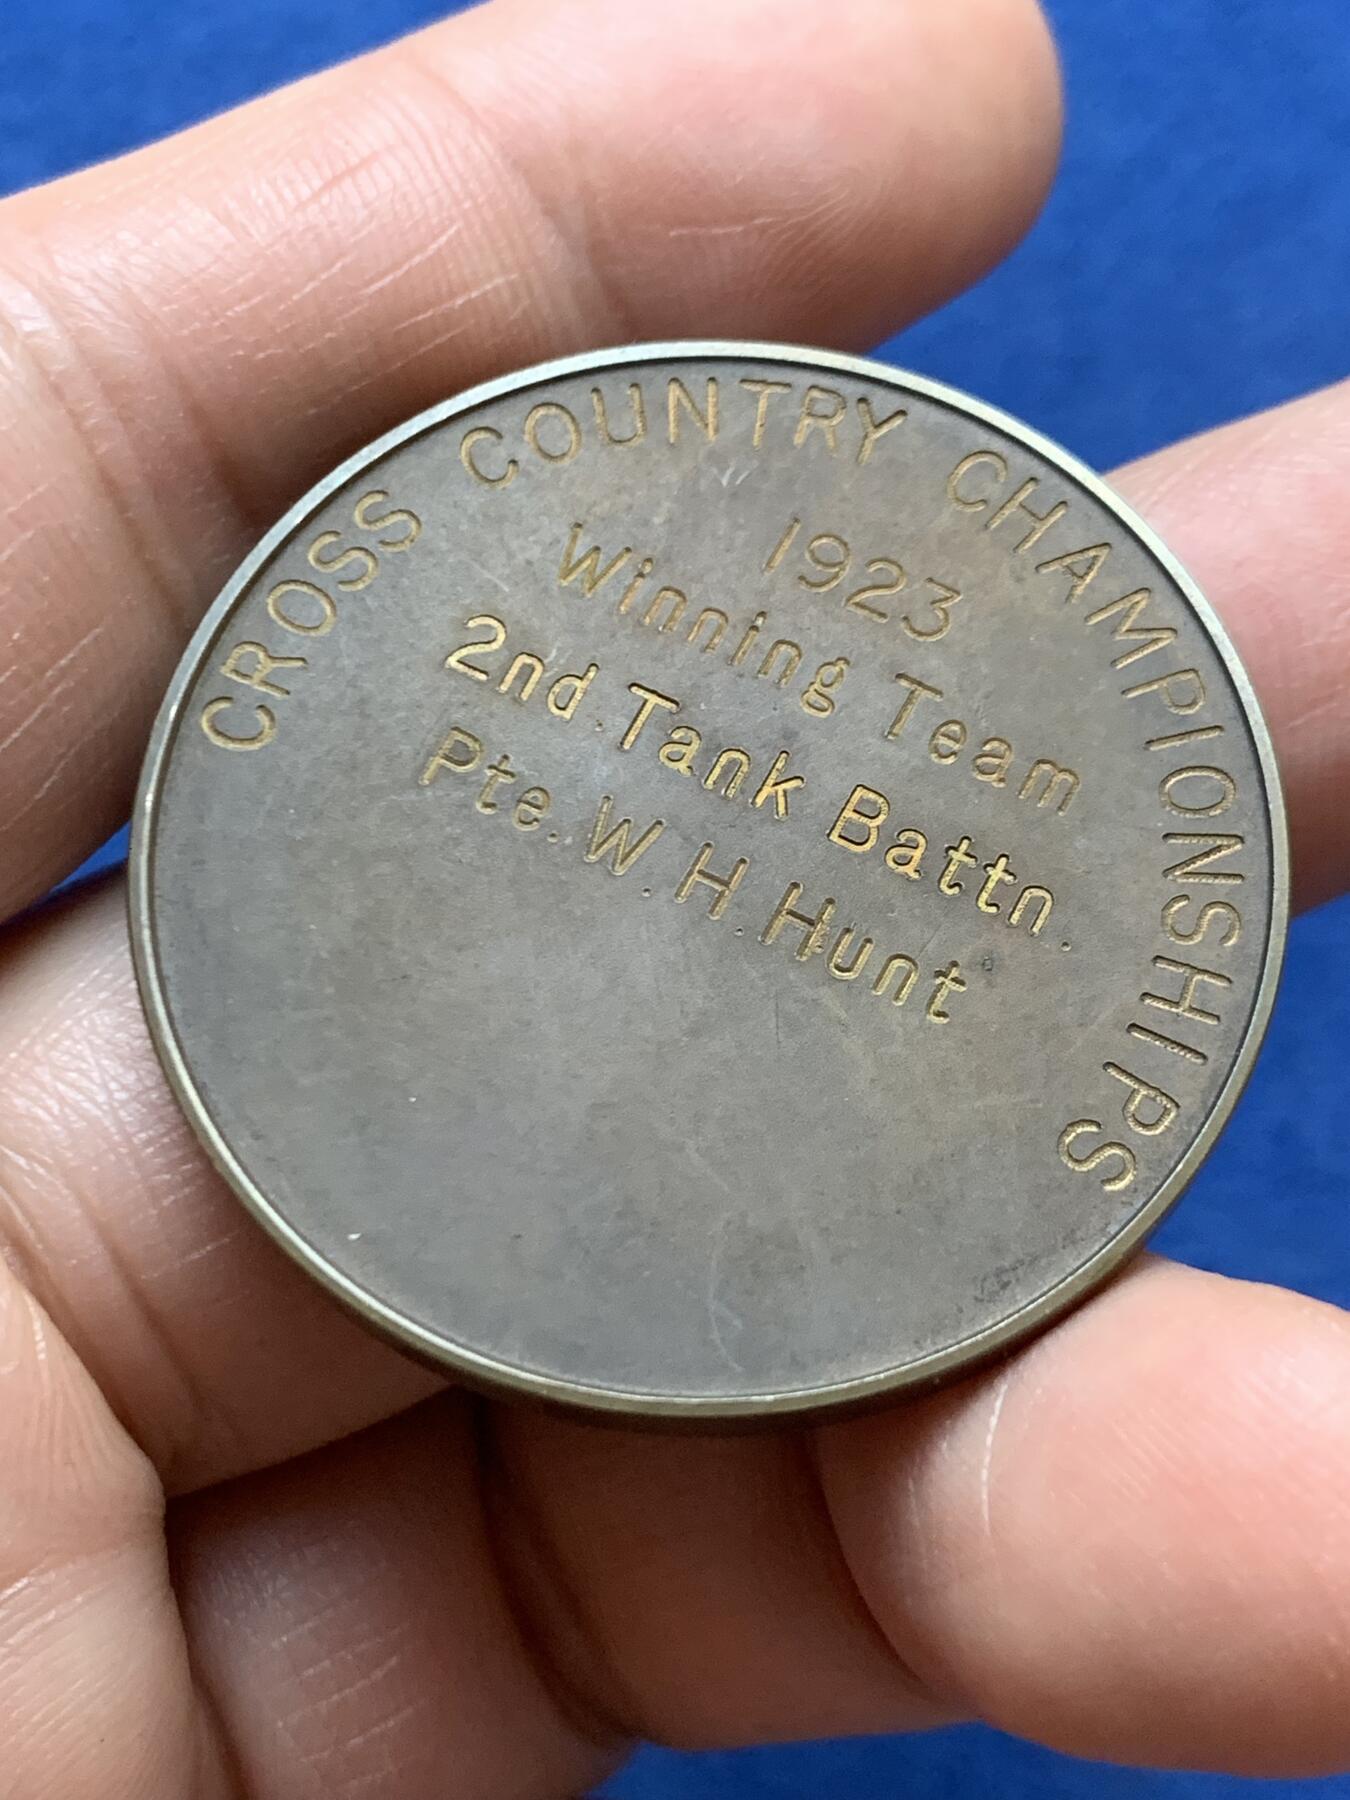 CROSS COUNTRY CHAMPIONSHIPS
1923
Winning Team
2nd Tank Battn.
Pte. W. H. Hunt